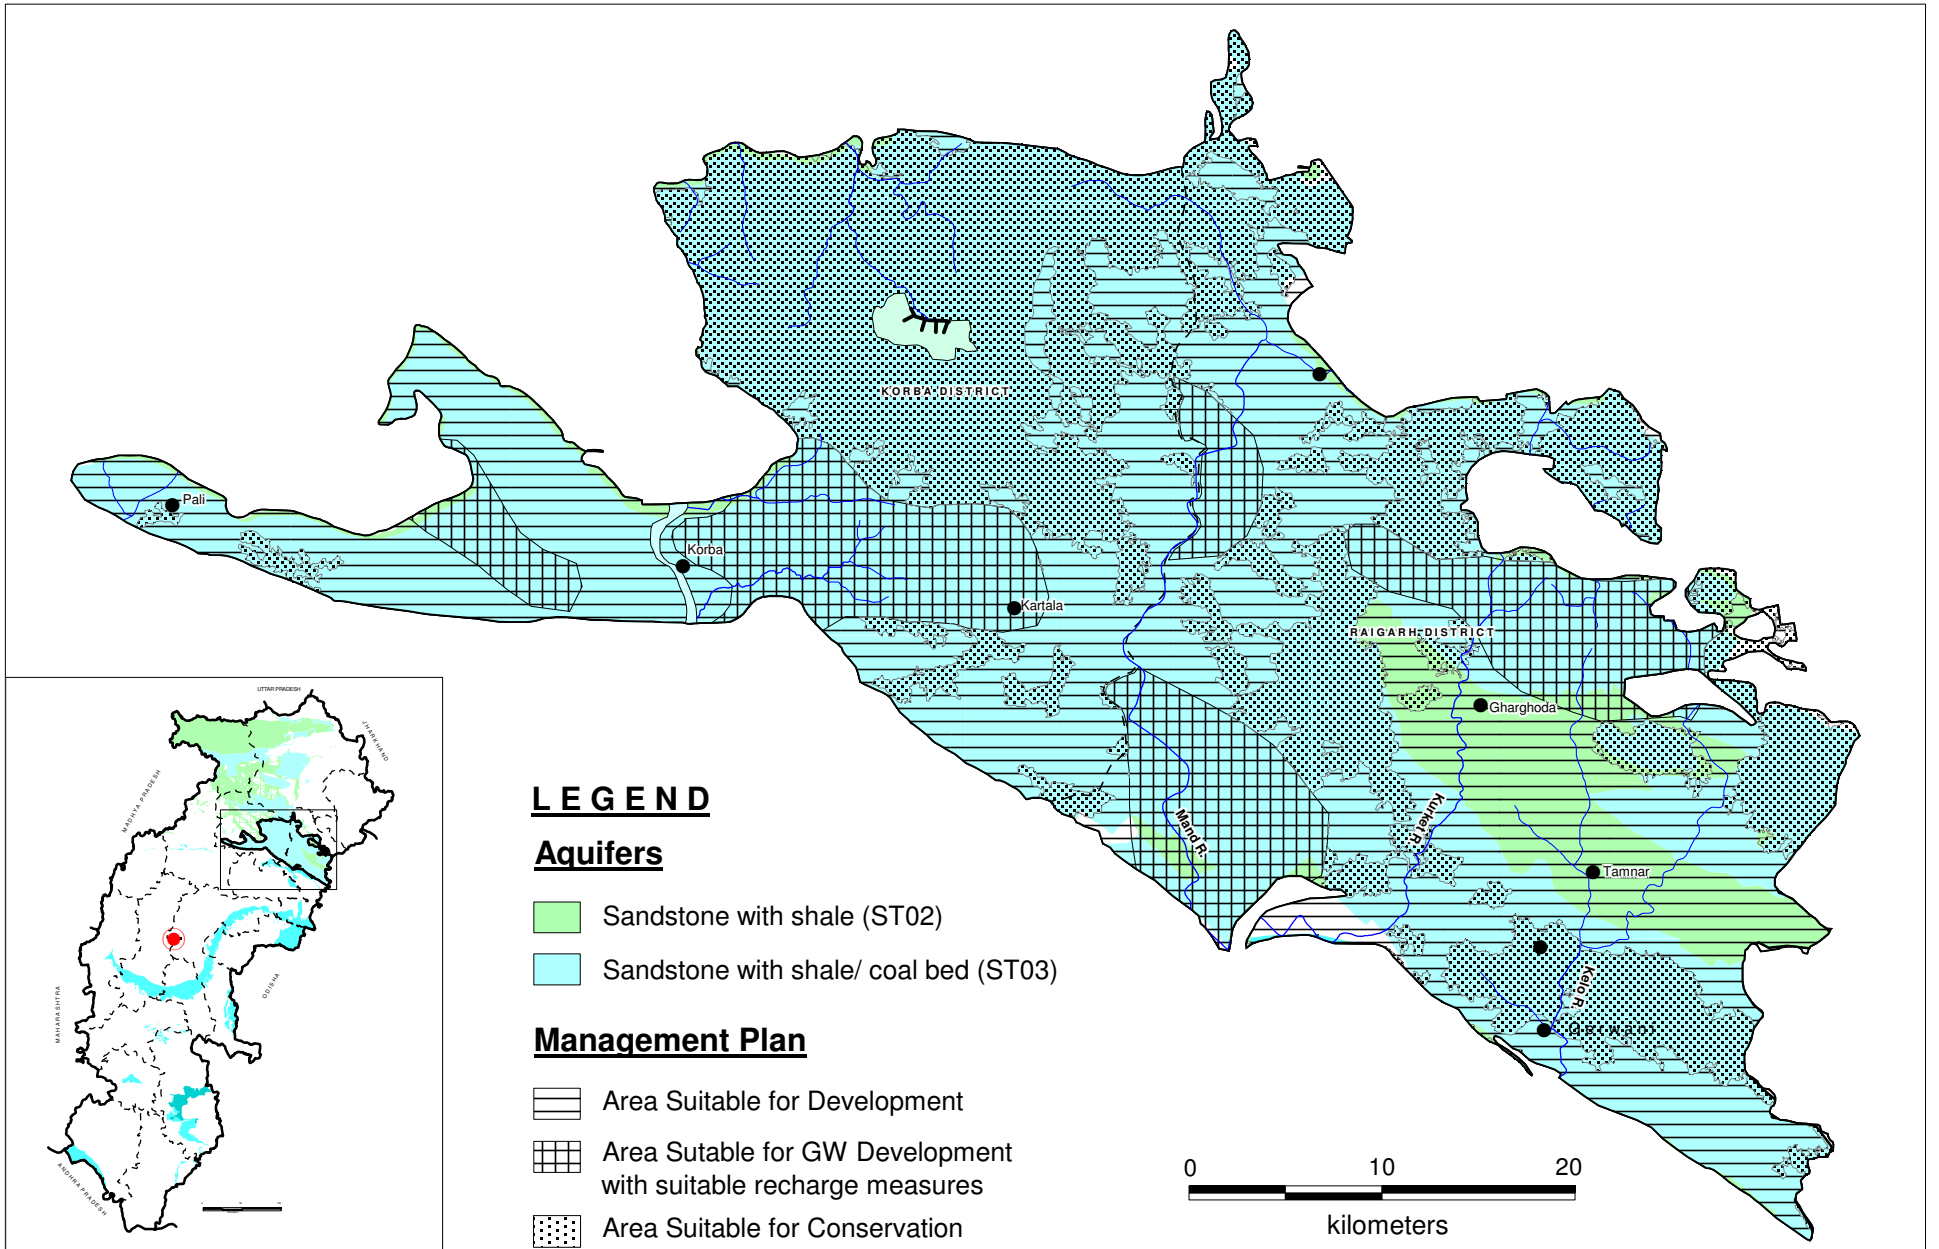 KORBA DISTRICT
Pali
Korba
Kartala
RAIGARH DISTRICT
Gharghoda
Mand R.
Kurket R.
Tamnar
Kelo R.
UTTAR PRADESH
JHARKHAND
MADHYA PRADESH
ODISHA
MAHARASHTRA
ANDHRA PRADESH
LEGEND
Aquifers
Sandstone with shale (ST02)
Sandstone with shale/ coal bed (ST03)
Management Plan
Area Suitable for Development
Area Sutable for GW Development
with suitable recharge measures
Area Suitable for Conservation
0 10 20
kilometers